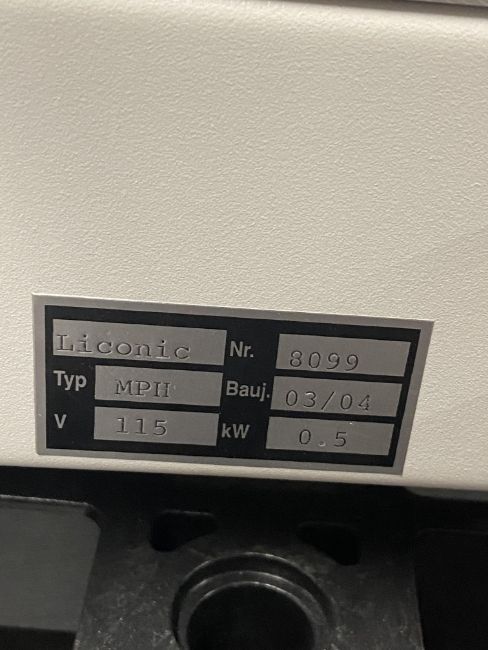 Liconic Nr. 8099
Typ MPH Bauj. 03/04
V 115 kW 0.5